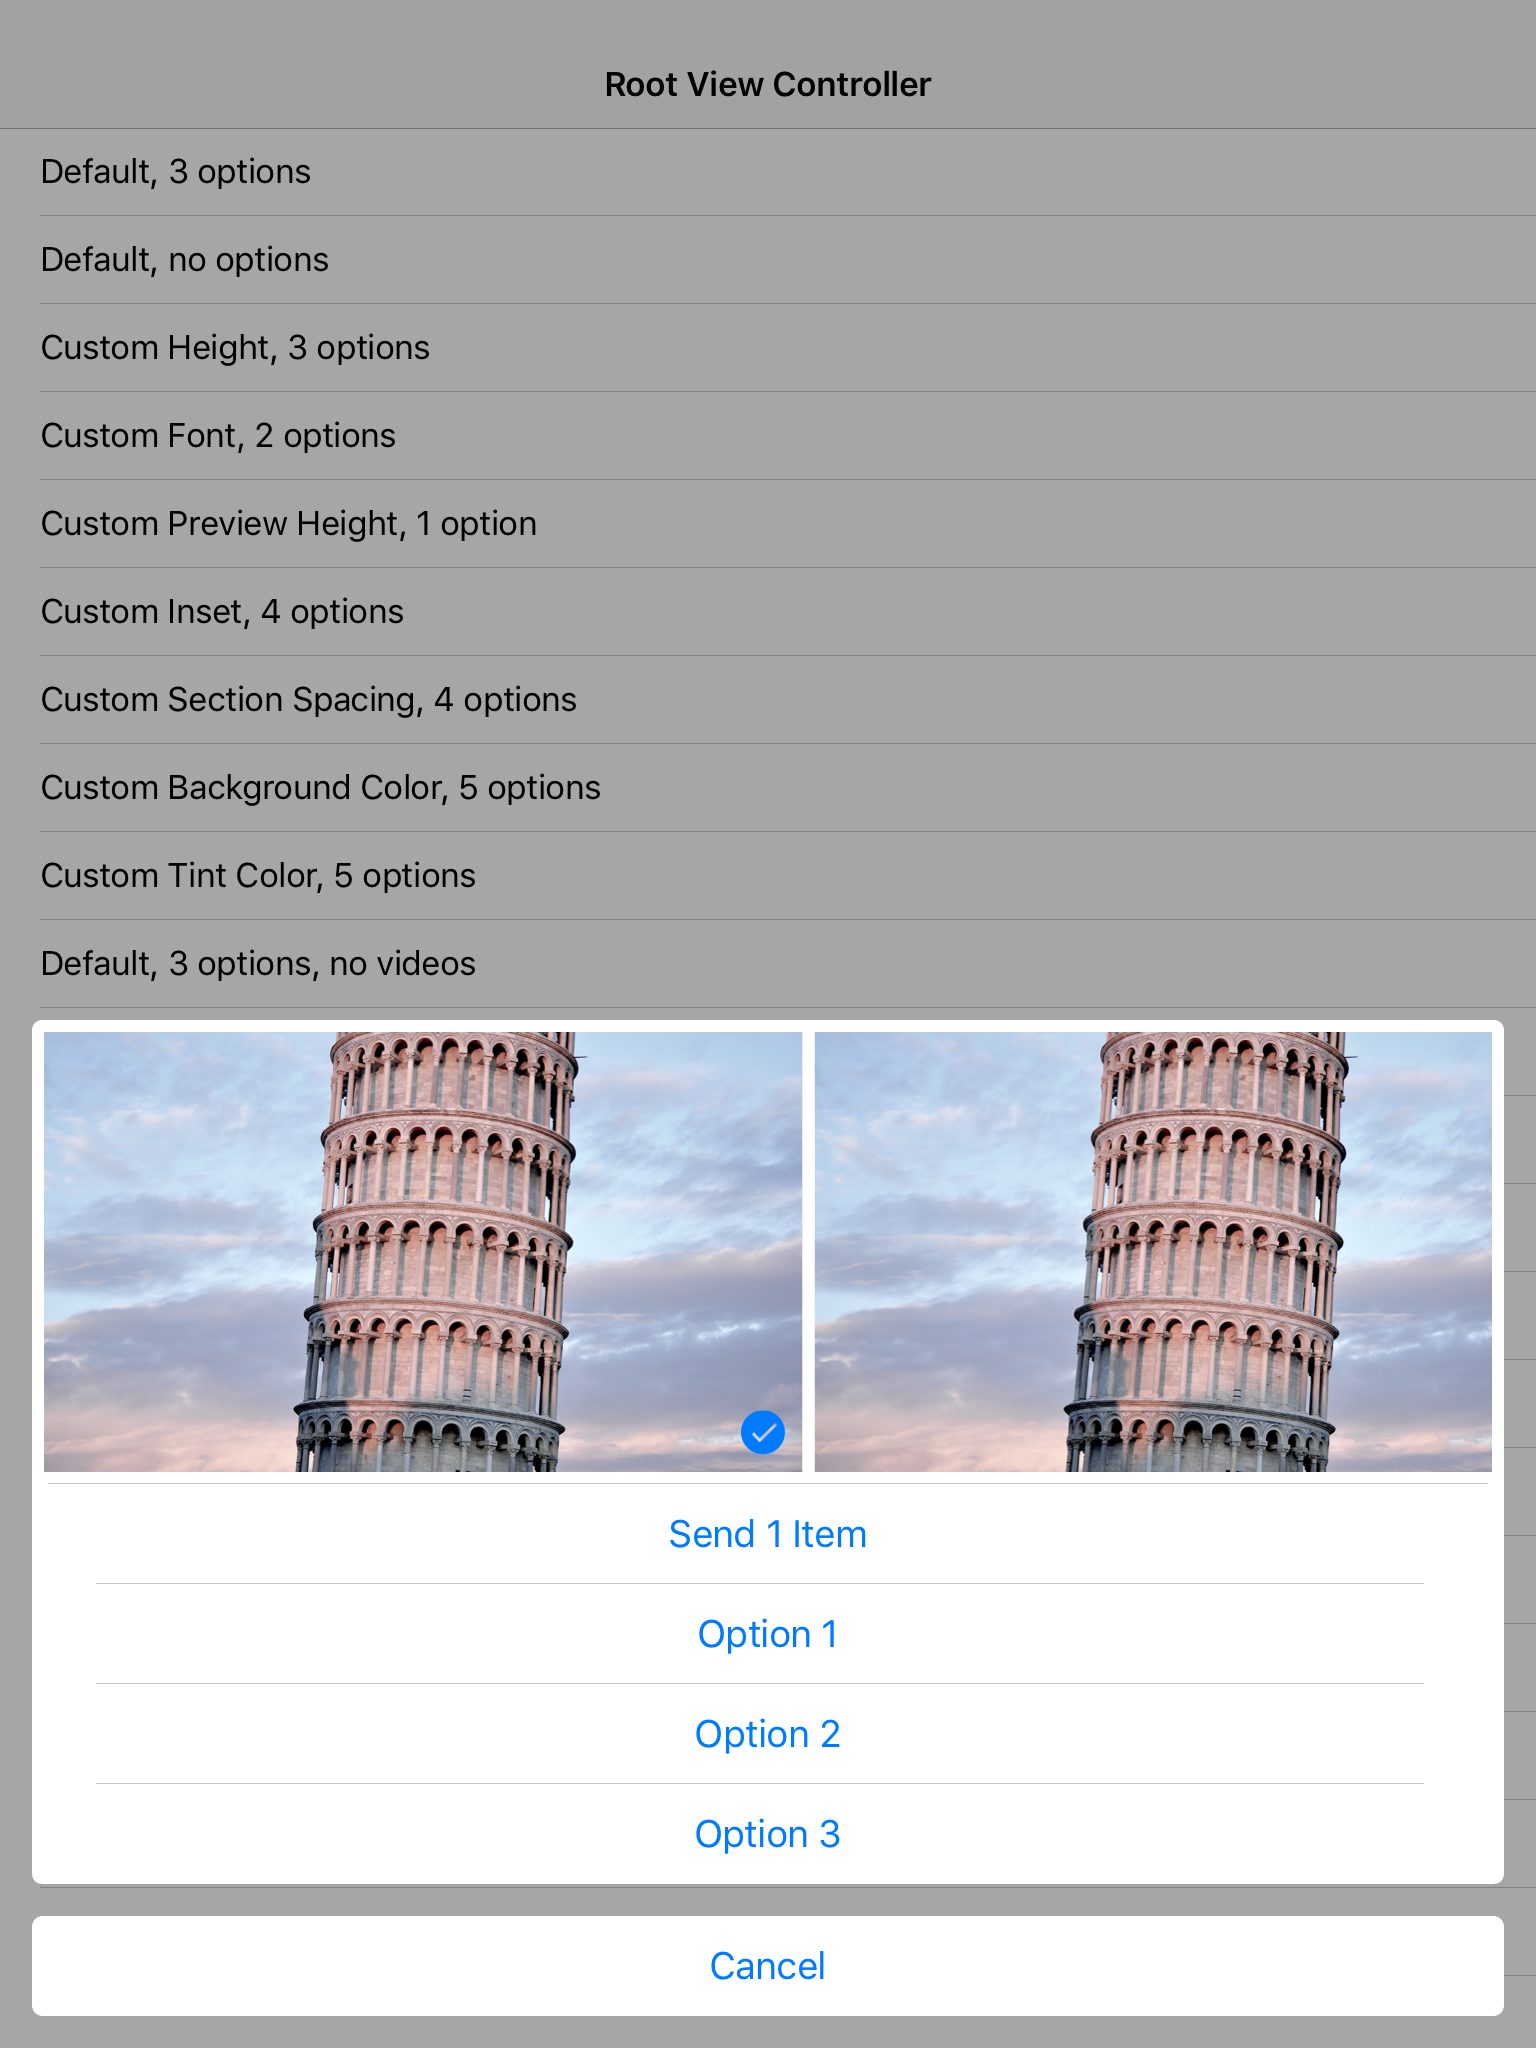 Root View Controller
Default, 3 options
Default, no options
Custom Height, 3 options
Custom Font, 2 options
Custom Preview Height, 1 option
Custom Inset, 4 options
Custom Section Spacing, 4 options
Custom Background Color, 5 options
Custom Tint Color, 5 options
Default, 3 options, no videos
Send 1 Item
Option 1
Option 2
Option 3
Cancel